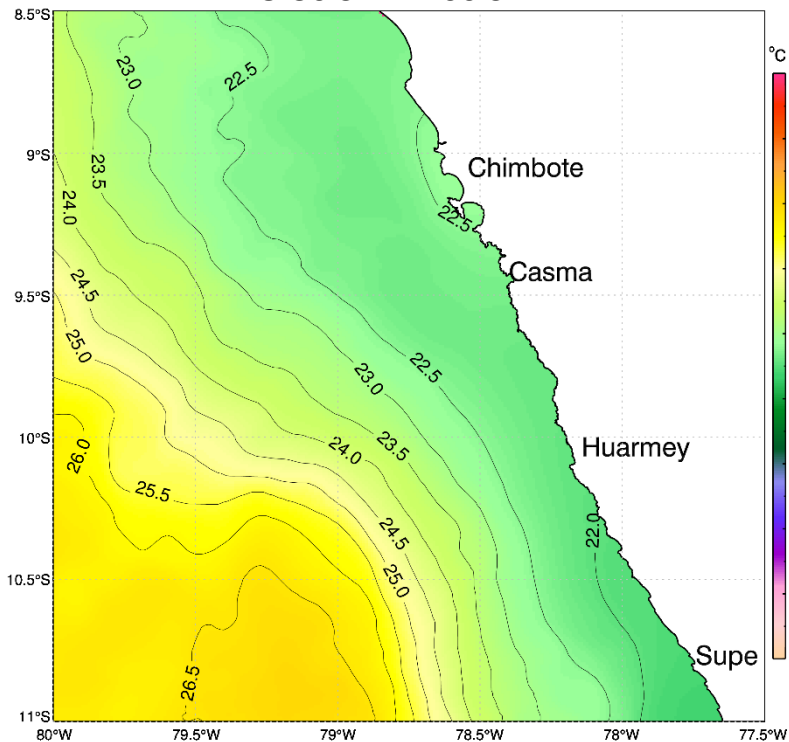 8.5°S
9°S
9.5°S
10°S
10.5°S
11°S
80°W
79.5°W
79°W
78.5°W
78°W
77.5°W
°C
Chimbote
Casma
Huarmey
Supe
23.0
22.5
23.5
24.0
22.5
24.5
25.0
22.5
23.0
24.0
23.5
26.0
25.5
24.5
22.0
25.0
26.5